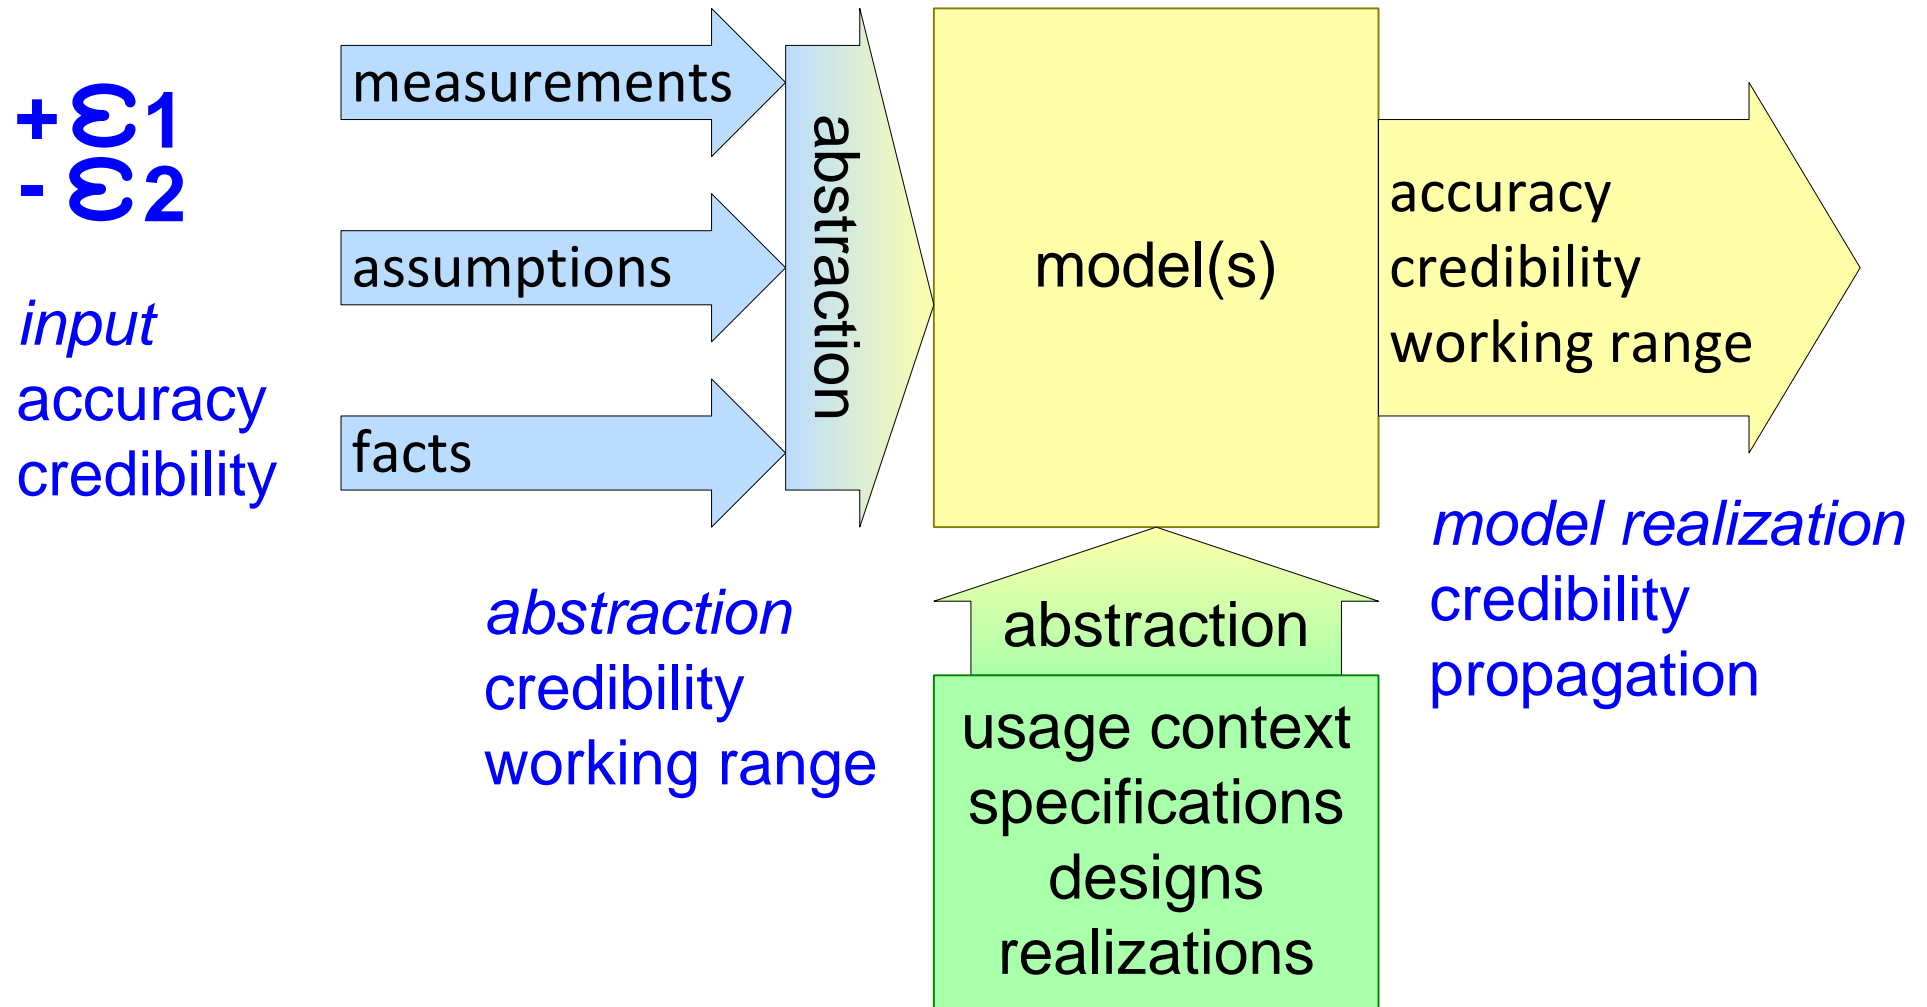 +ε1
- ε2
input
accuracy
credibility
measurements
assumptions
facts
abstraction
model(s)
accuracy
credibility
working range
abstraction
credibility
working range
abstraction
usage context
specifications
designs
realizations
model realization
credibility
propagation